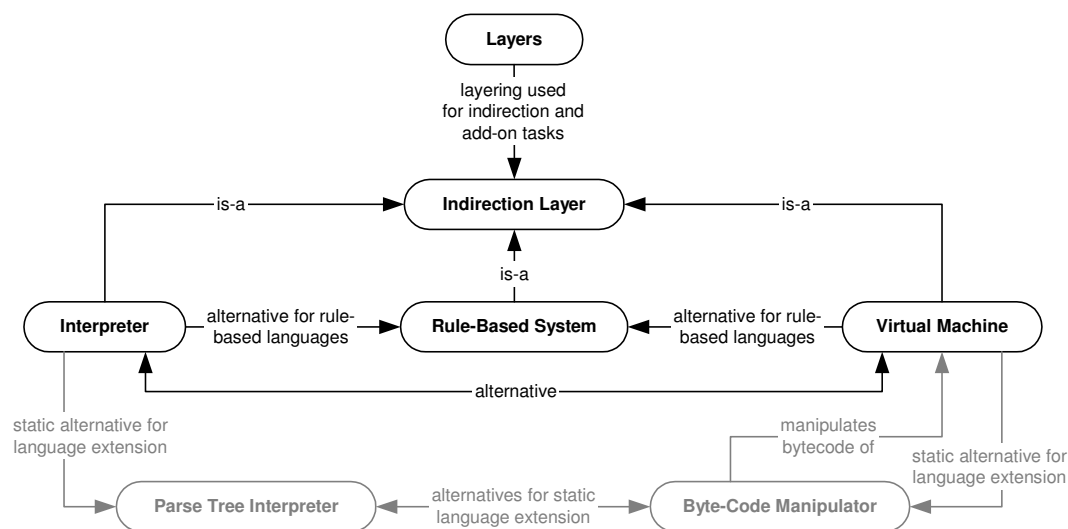 Layers
layering used
for indirection and
add-on tasks
is-a
Indirection Layer
is-a
is-a
Interpreter
alternative for rule-
based languages
Rule-Based System
alternative for rule-
based languages
Virtual Machine
alternative
static alternative for
language extension
manipulates
bytecode of
static alternative for
language extension
Parse Tree Interpreter
alternatives for static
language extension
Byte-Code Manipulator